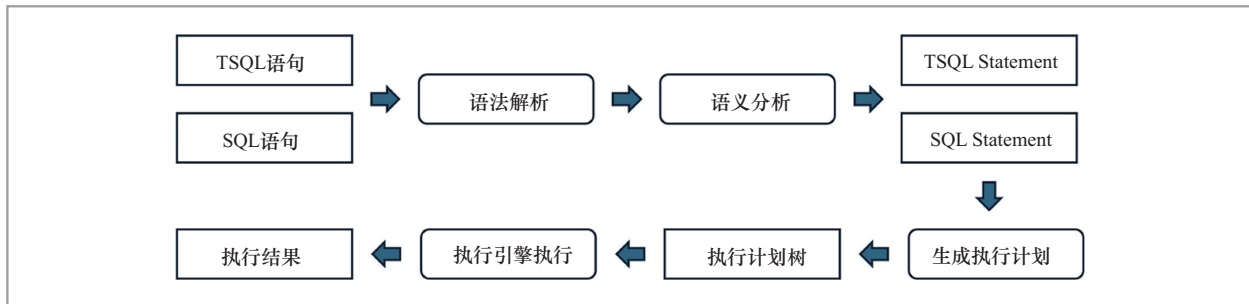 TSQL语句
SQL语句
语法解析
语义分析
TSQL Statement
SQL Statement
生成执行计划
执行计划树
执行引擎执行
执行结果